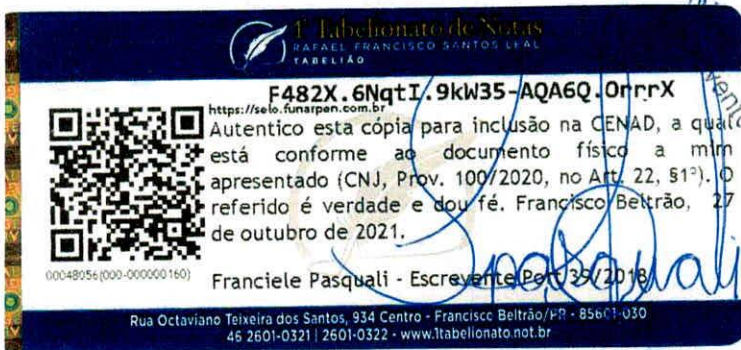 1º Tabelionato de Notas
RAFAEL FRANCISCO SANTOS LEAL
TABELIÃO
F482X.6NqtI.9kW35-AQA6Q.OrrrX
https://selo.funarpen.com.br
Autentico esta cópia para inclusão na CENAD, a qual
está conforme ao documento físico a mim
apresentado (CNJ, Prov. 100/2020, no Art. 22, §1º). O
referido é verdade e dou fé. Francisco Beltrão, 27
de outubro de 2021.
00048056(000-000000160)
Franciele Pasquali - Escrevente Port 39/2018
Rua Octaviano Teixeira dos Santos, 934 Centro - Francisco Beltrão/PR - 85601-030
46 2601-0321 | 2601-0322 - www.1tabelionato.not.br